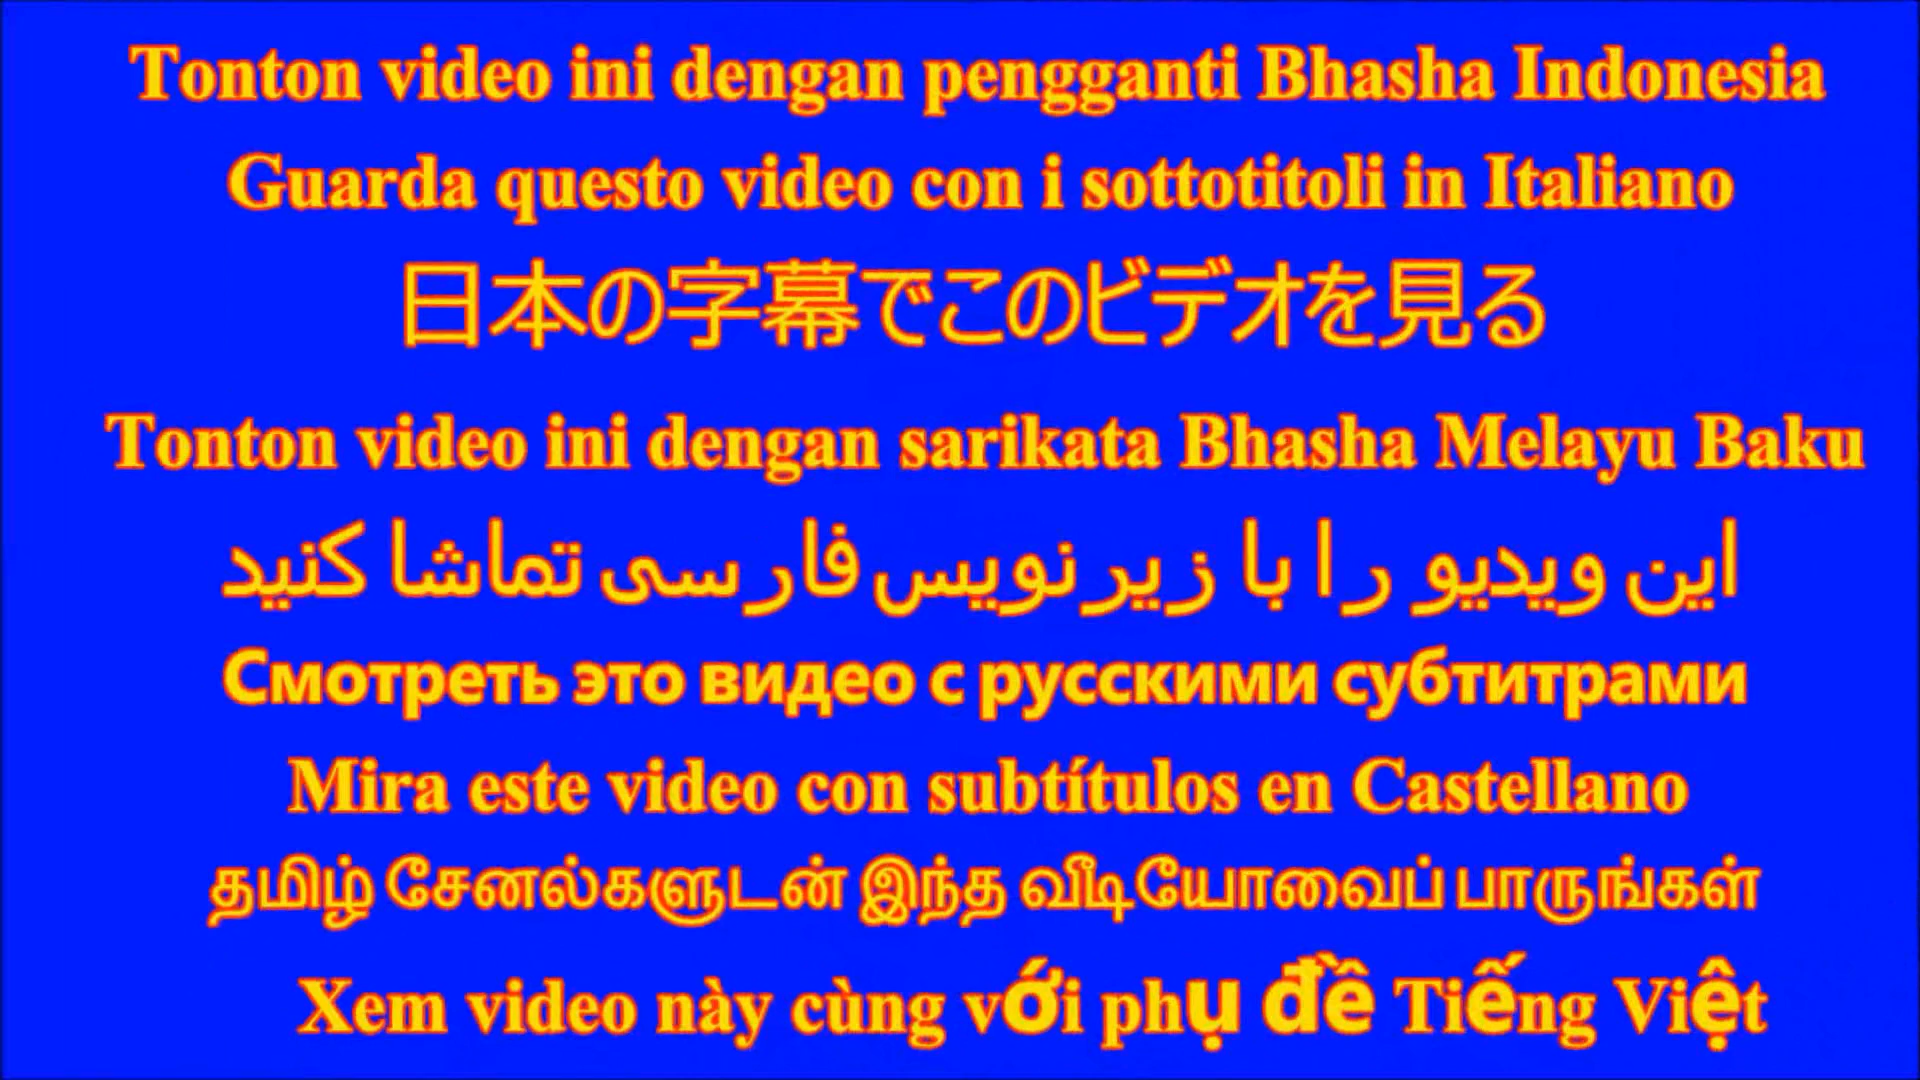 Tonton video ini dengan pengganti Bhasha Indonesia
Guarda questo video con i sottotitoli in Italiano
日本の字幕でこのビデオを見る
Tonton video ini dengan sarikata Bhasha Melayu Baku
این ویدیو را با زیرنویس فارسی تماشا کنید
Смотреть это видео с русскими субтитрами
Mira este video con subtítulos en Castellano
தமிழ் சேனல்களுடன் இந்த வீடியோவைப் பாருங்கள்
Xem video này cùng với phụ đề Tiếng Việt